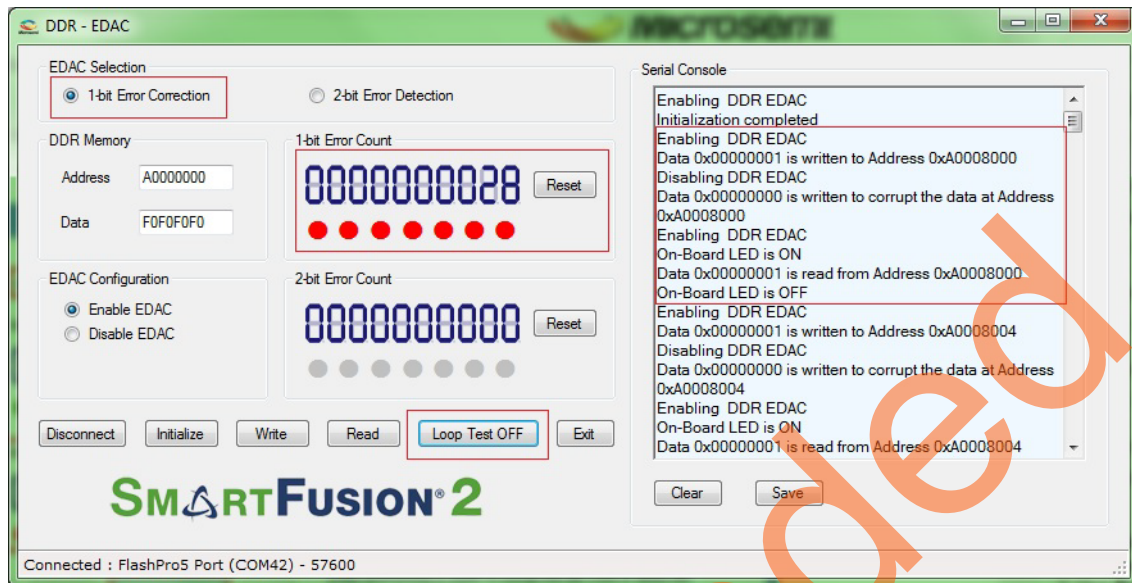 DDR - EDAC
Microsemi
EDAC Selection
1-bit Error Correction
2-bit Error Detection
DDR Memory
Address
A0000000
Data
F0F0F0F0
1-bit Error Count
0000000028
Reset
EDAC Configuration
Enable EDAC
Disable EDAC
2-bit Error Count
0000000000
Reset
Disconnect
Initialize
Write
Read
Loop Test OFF
Exit
SMARTFUSION® 2
Serial Console
Enabling DDR EDAC
Initialization completed
Enabling DDR EDAC
Data 0x00000001 is written to Address 0xA0008000
Disabling DDR EDAC
Data 0x00000000 is written to corrupt the data at Address
0xA0008000
Enabling DDR EDAC
On-Board LED is ON
Data 0x00000001 is read from Address 0xA0008000
On-Board LED is OFF
Enabling DDR EDAC
Data 0x00000001 is written to Address 0xA0008004
Disabling DDR EDAC
Data 0x00000000 is written to corrupt the data at Address
0xA0008004
Enabling DDR EDAC
On-Board LED is ON
Data 0x00000001 is read from Address 0xA0008004
Clear
Save
Connected : FlashPro5 Port (COM42) - 57600
ded